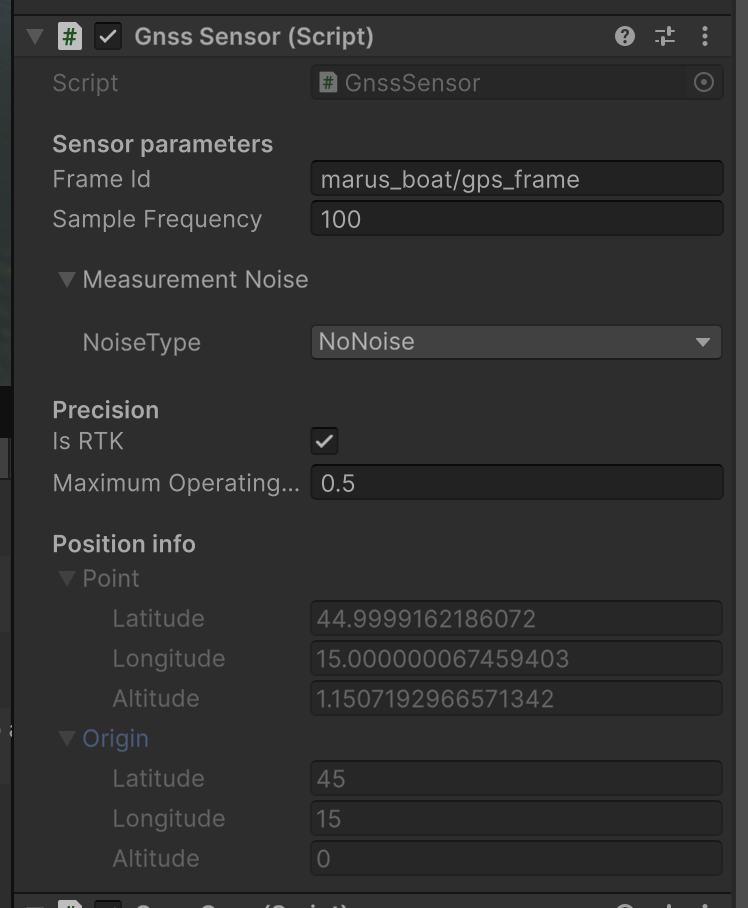 Gnss Sensor (Script)
Script GnssSensor
Sensor parameters
Frame Id marus_boat/gps_frame
Sample Frequency 100
Measurement Noise
NoiseType NoNoise
Precision
Is RTK
Maximum Operating... 0.5
Position info
Point
Latitude 44.9999162186072
Longitude 15.000000067459403
Altitude 1.1507192966571342
Origin
Latitude 45
Longitude 15
Altitude 0